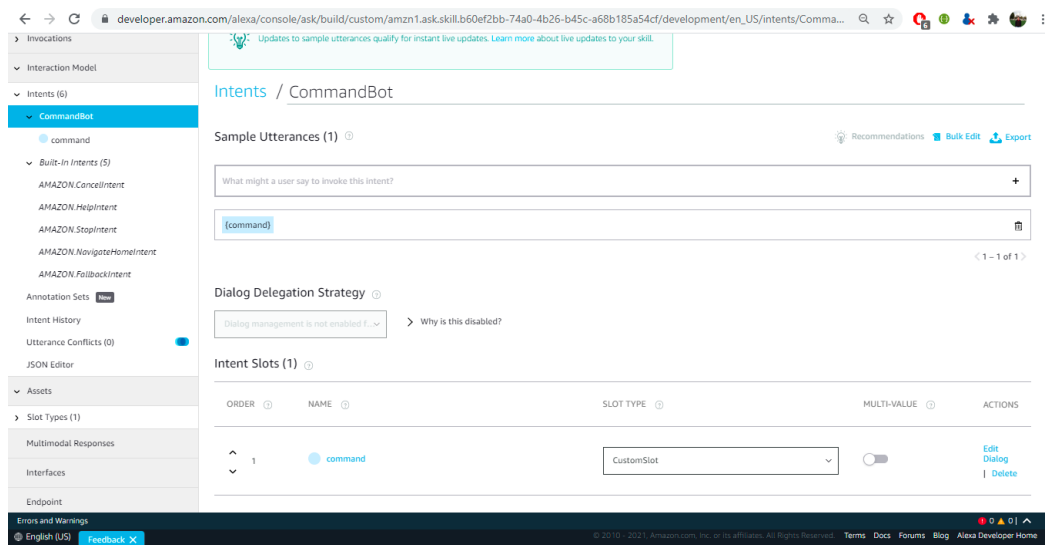 developer.amazon.com/alexa/console/ask/build/custom/amzn1.ask.skill.b60ef2bb-74a0-4b26-b45c-a68b185a54cf/development/en_US/intents/Comma...
6
Invocations
Updates to sample utterances qualify for instant live updates. Learn more about live updates to your skill.
Interaction Model
Intents (6)
CommandBot
command
Built-In Intents (5)
AMAZON.CancelIntent
AMAZON.HelpIntent
AMAZON.StopIntent
AMAZON.NavigateHomeIntent
AMAZON.FallbackIntent
Annotation Sets New
Intent History
Utterance Conflicts (0)
JSON Editor
Assets
Slot Types (1)
Multimodal Responses
Interfaces
Endpoint
Intents / CommandBot
Sample Utterances (1)
Recommendations Bulk Edit Export
What might a user say to invoke this intent?
{command}
< 1 – 1 of 1 >
Dialog Delegation Strategy
Dialog management is not enabled f...
Why is this disabled?
Intent Slots (1)
ORDER NAME SLOT TYPE MULTI-VALUE ACTIONS
1 command CustomSlot
Edit
Dialog
| Delete
Errors and Warnings
0 0 |
English (US) Feedback X
© 2010 - 2021, Amazon.com, Inc. or its affiliates. All Rights Reserved. Terms Docs Forums Blog Alexa Developer Home